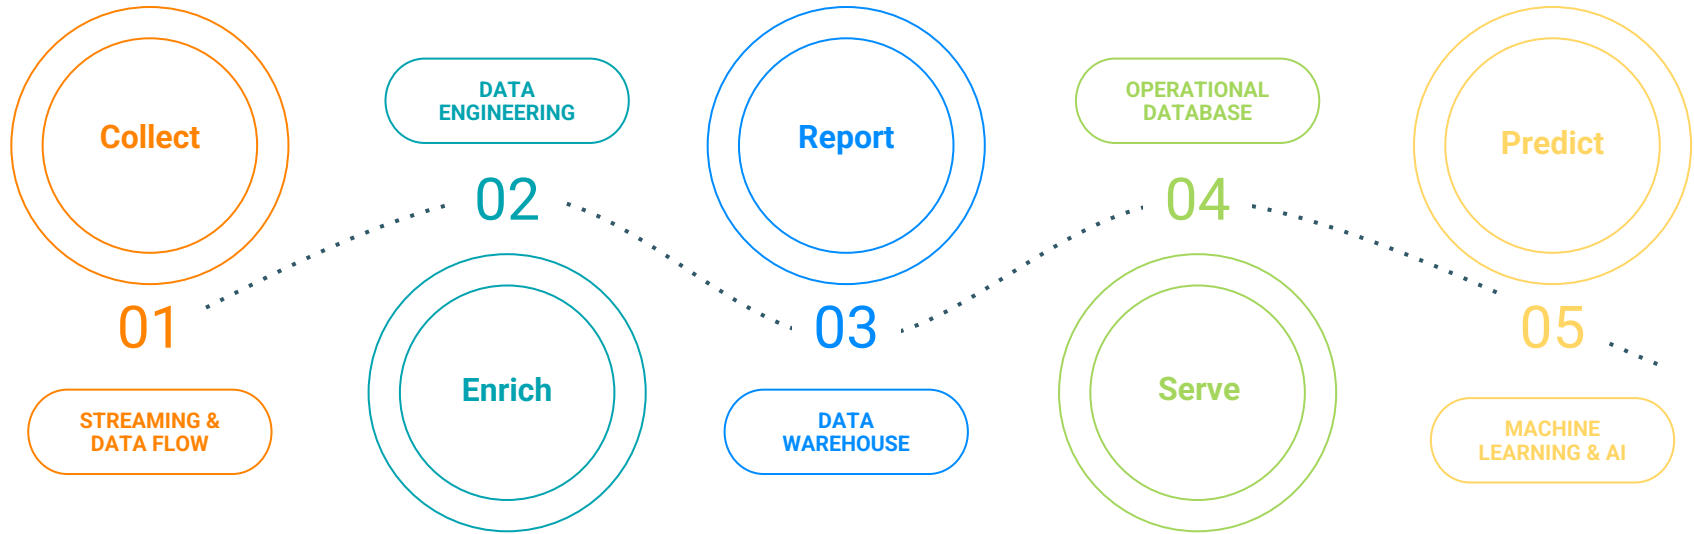 Collect
01
STREAMING &
DATA FLOW
DATA
ENGINEERING
02
Enrich
Report
03
DATA
WAREHOUSE
OPERATIONAL
DATABASE
04
Serve
Predict
05
MACHINE
LEARNING & AI